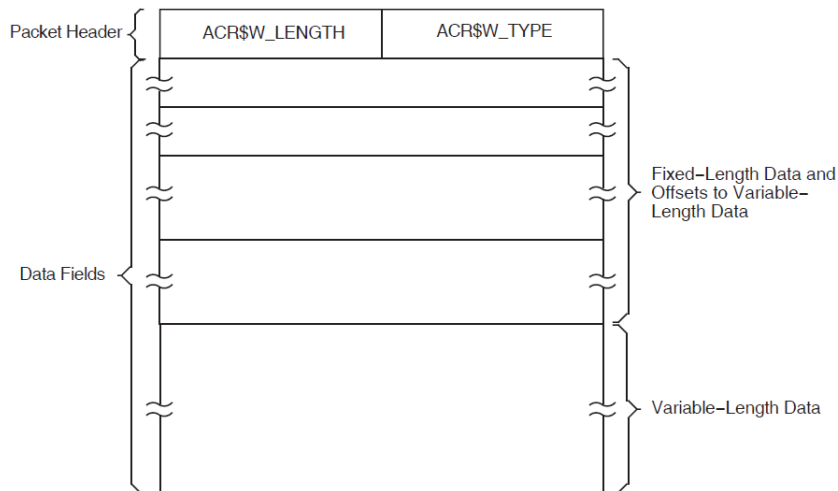 Packet Header
ACR$W_LENGTH
ACR$W_TYPE
Fixed–Length Data and
Offsets to Variable–
Length Data
Data Fields
Variable–Length Data